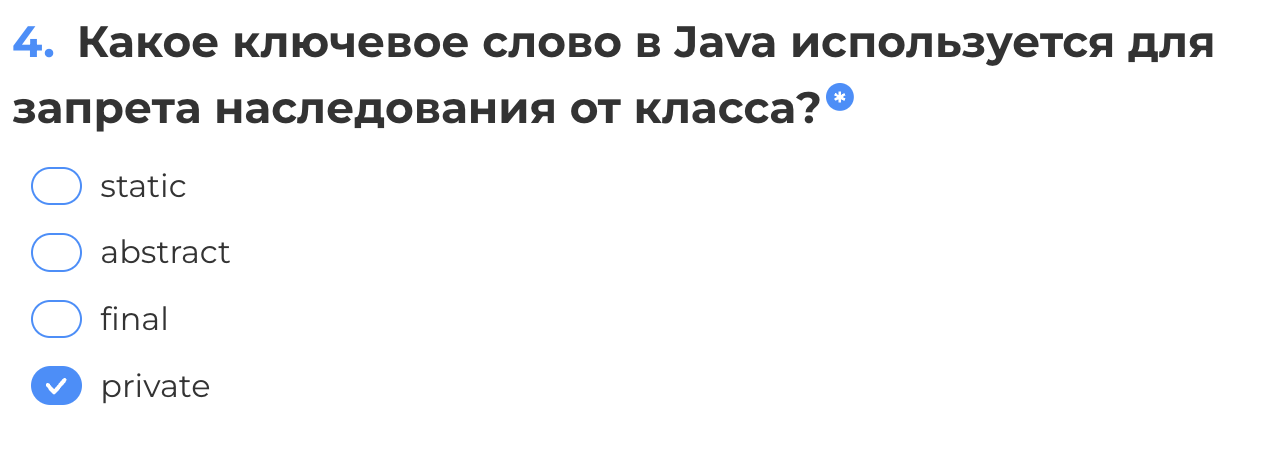 4. Какое ключевое слово в Java используется для
запрета наследования от класса?*
static
abstract
final
private